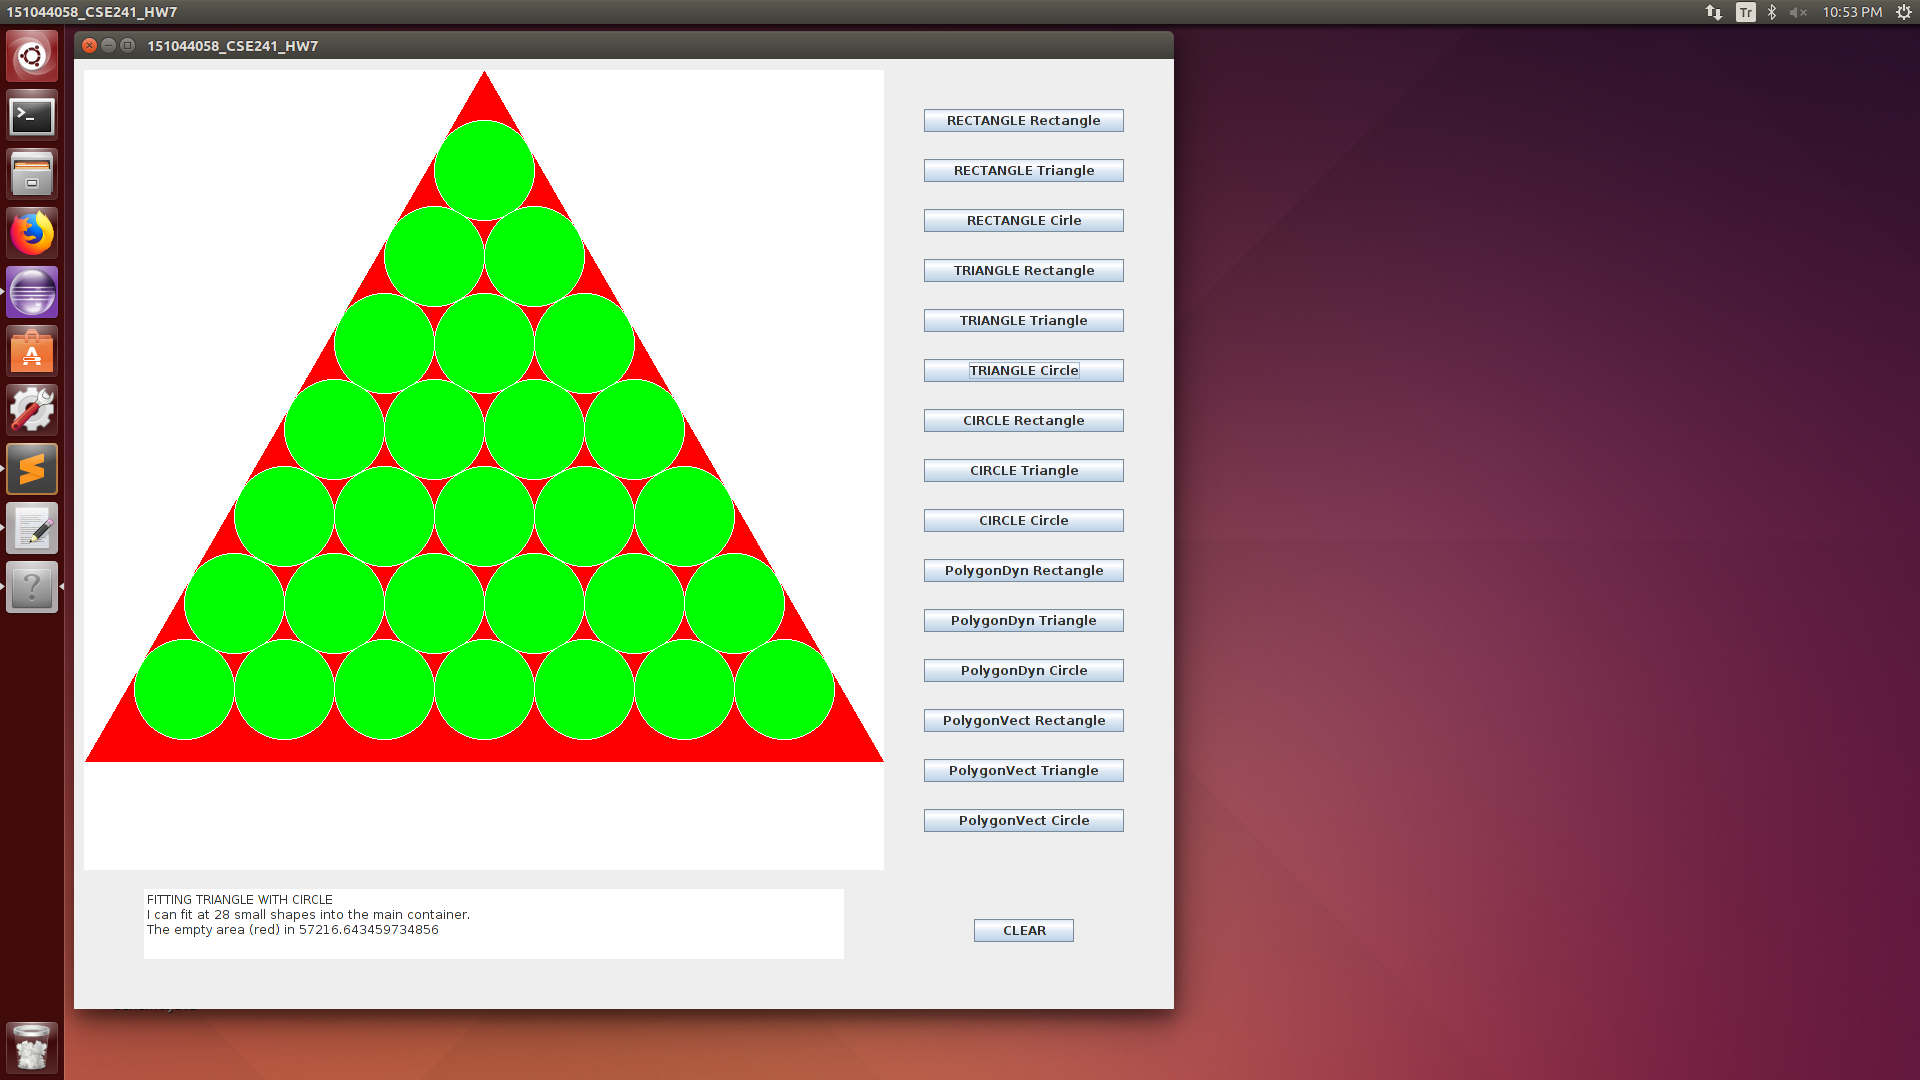 151044058_CSE241_HW7
Tr
10:53 PM
151044058_CSE241_HW7
RECTANGLE Rectangle
RECTANGLE Triangle
RECTANGLE Cirle
TRIANGLE Rectangle
TRIANGLE Triangle
TRIANGLE Circle
CIRCLE Rectangle
CIRCLE Triangle
CIRCLE Circle
PolygonDyn Rectangle
PolygonDyn Triangle
PolygonDyn Circle
PolygonVect Rectangle
PolygonVect Triangle
PolygonVect Circle
FITTING TRIANGLE WITH CIRCLE
I can fit at 28 small shapes into the main container.
The empty area (red) in 57216.643459734856
CLEAR